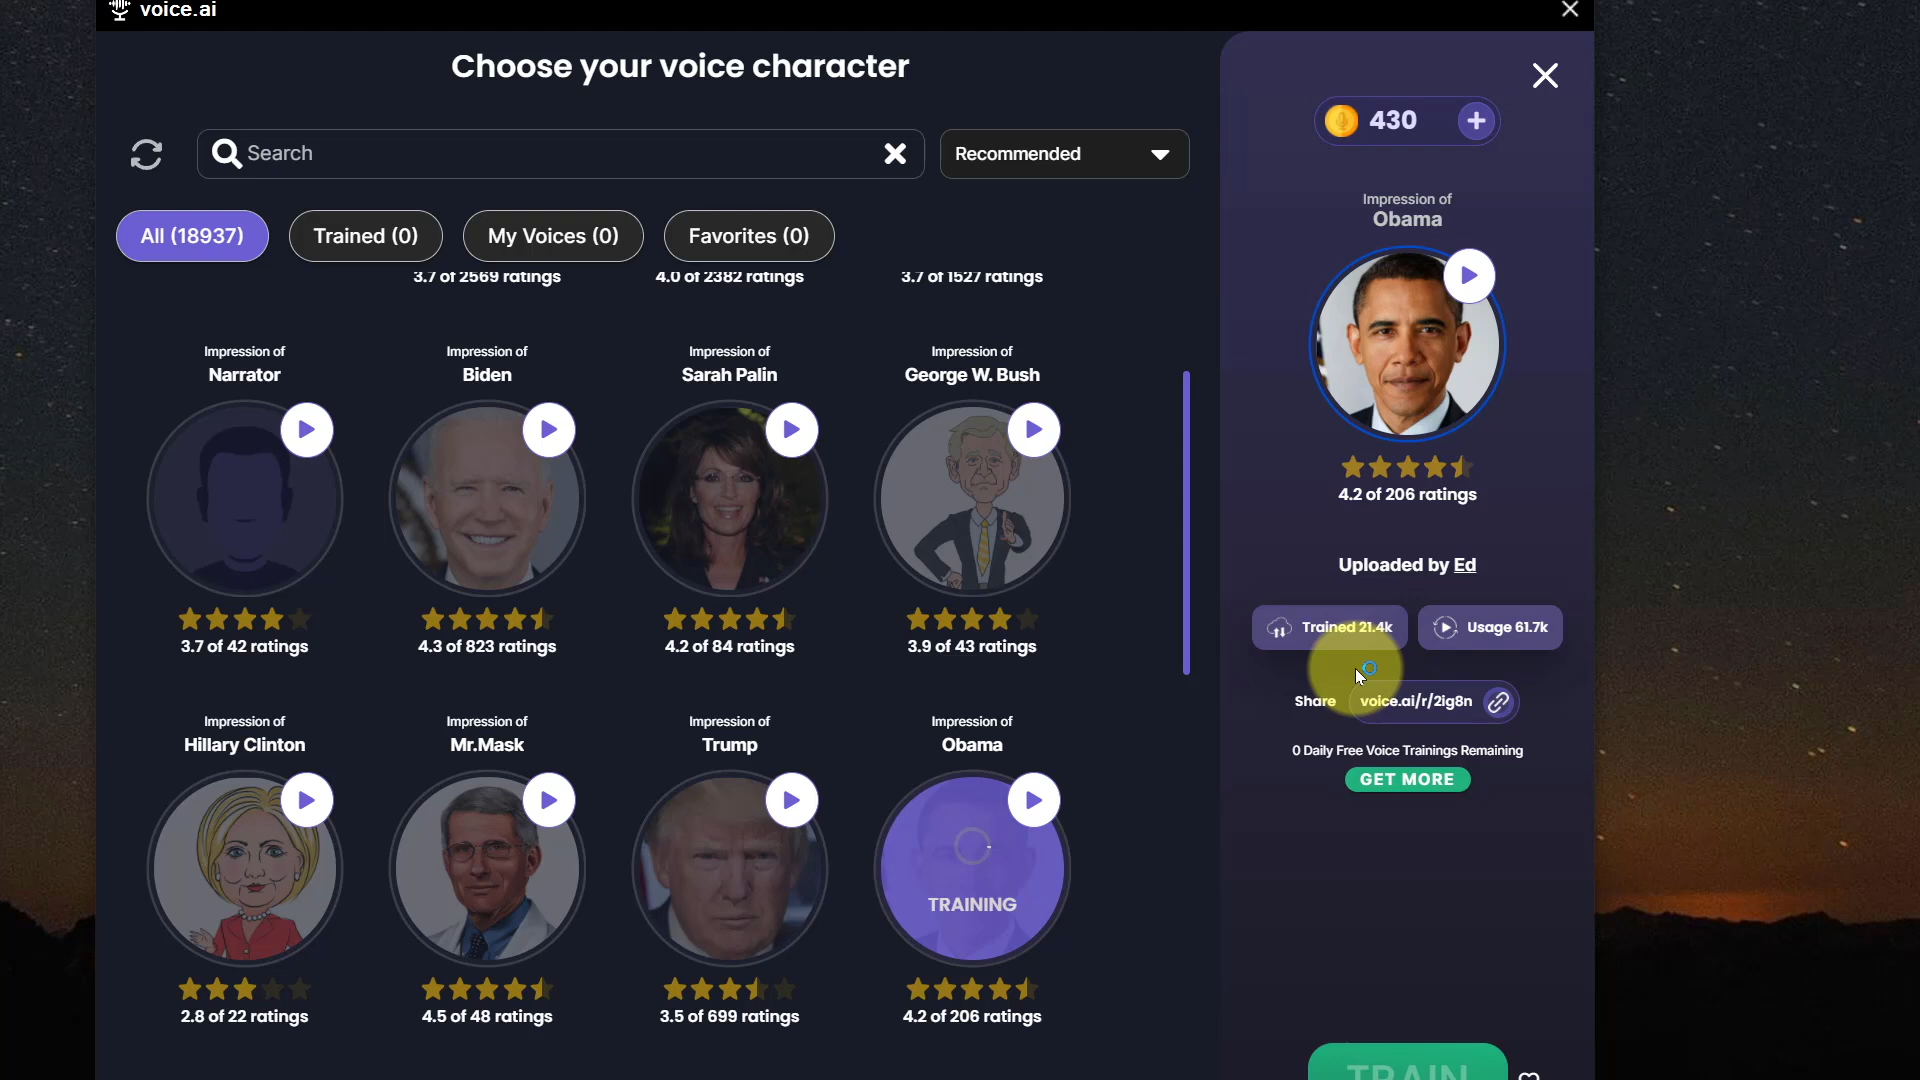 voice.ai
Choose your voice character
Search
Recommended
All (18937)
Trained (0)
My Voices (0)
Favorites (0)
3.7 of 2569 ratings
4.0 of 2382 ratings
3.7 of 1527 ratings
Impression of
Narrator
3.7 of 42 ratings
Impression of
Biden
4.3 of 823 ratings
Impression of
Sarah Palin
4.2 of 84 ratings
Impression of
George W. Bush
3.9 of 43 ratings
Impression of
Hillary Clinton
2.8 of 22 ratings
Impression of
Mr.Mask
4.5 of 48 ratings
Impression of
Trump
3.5 of 699 ratings
Impression of
Obama
TRAINING
4.2 of 206 ratings
430
Impression of
Obama
4.2 of 206 ratings
Uploaded by Ed
Trained 21.4k
Usage 61.7k
Share
voice.ai/r/2ig8n
0 Daily Free Voice Trainings Remaining
GET MORE
TRAIN